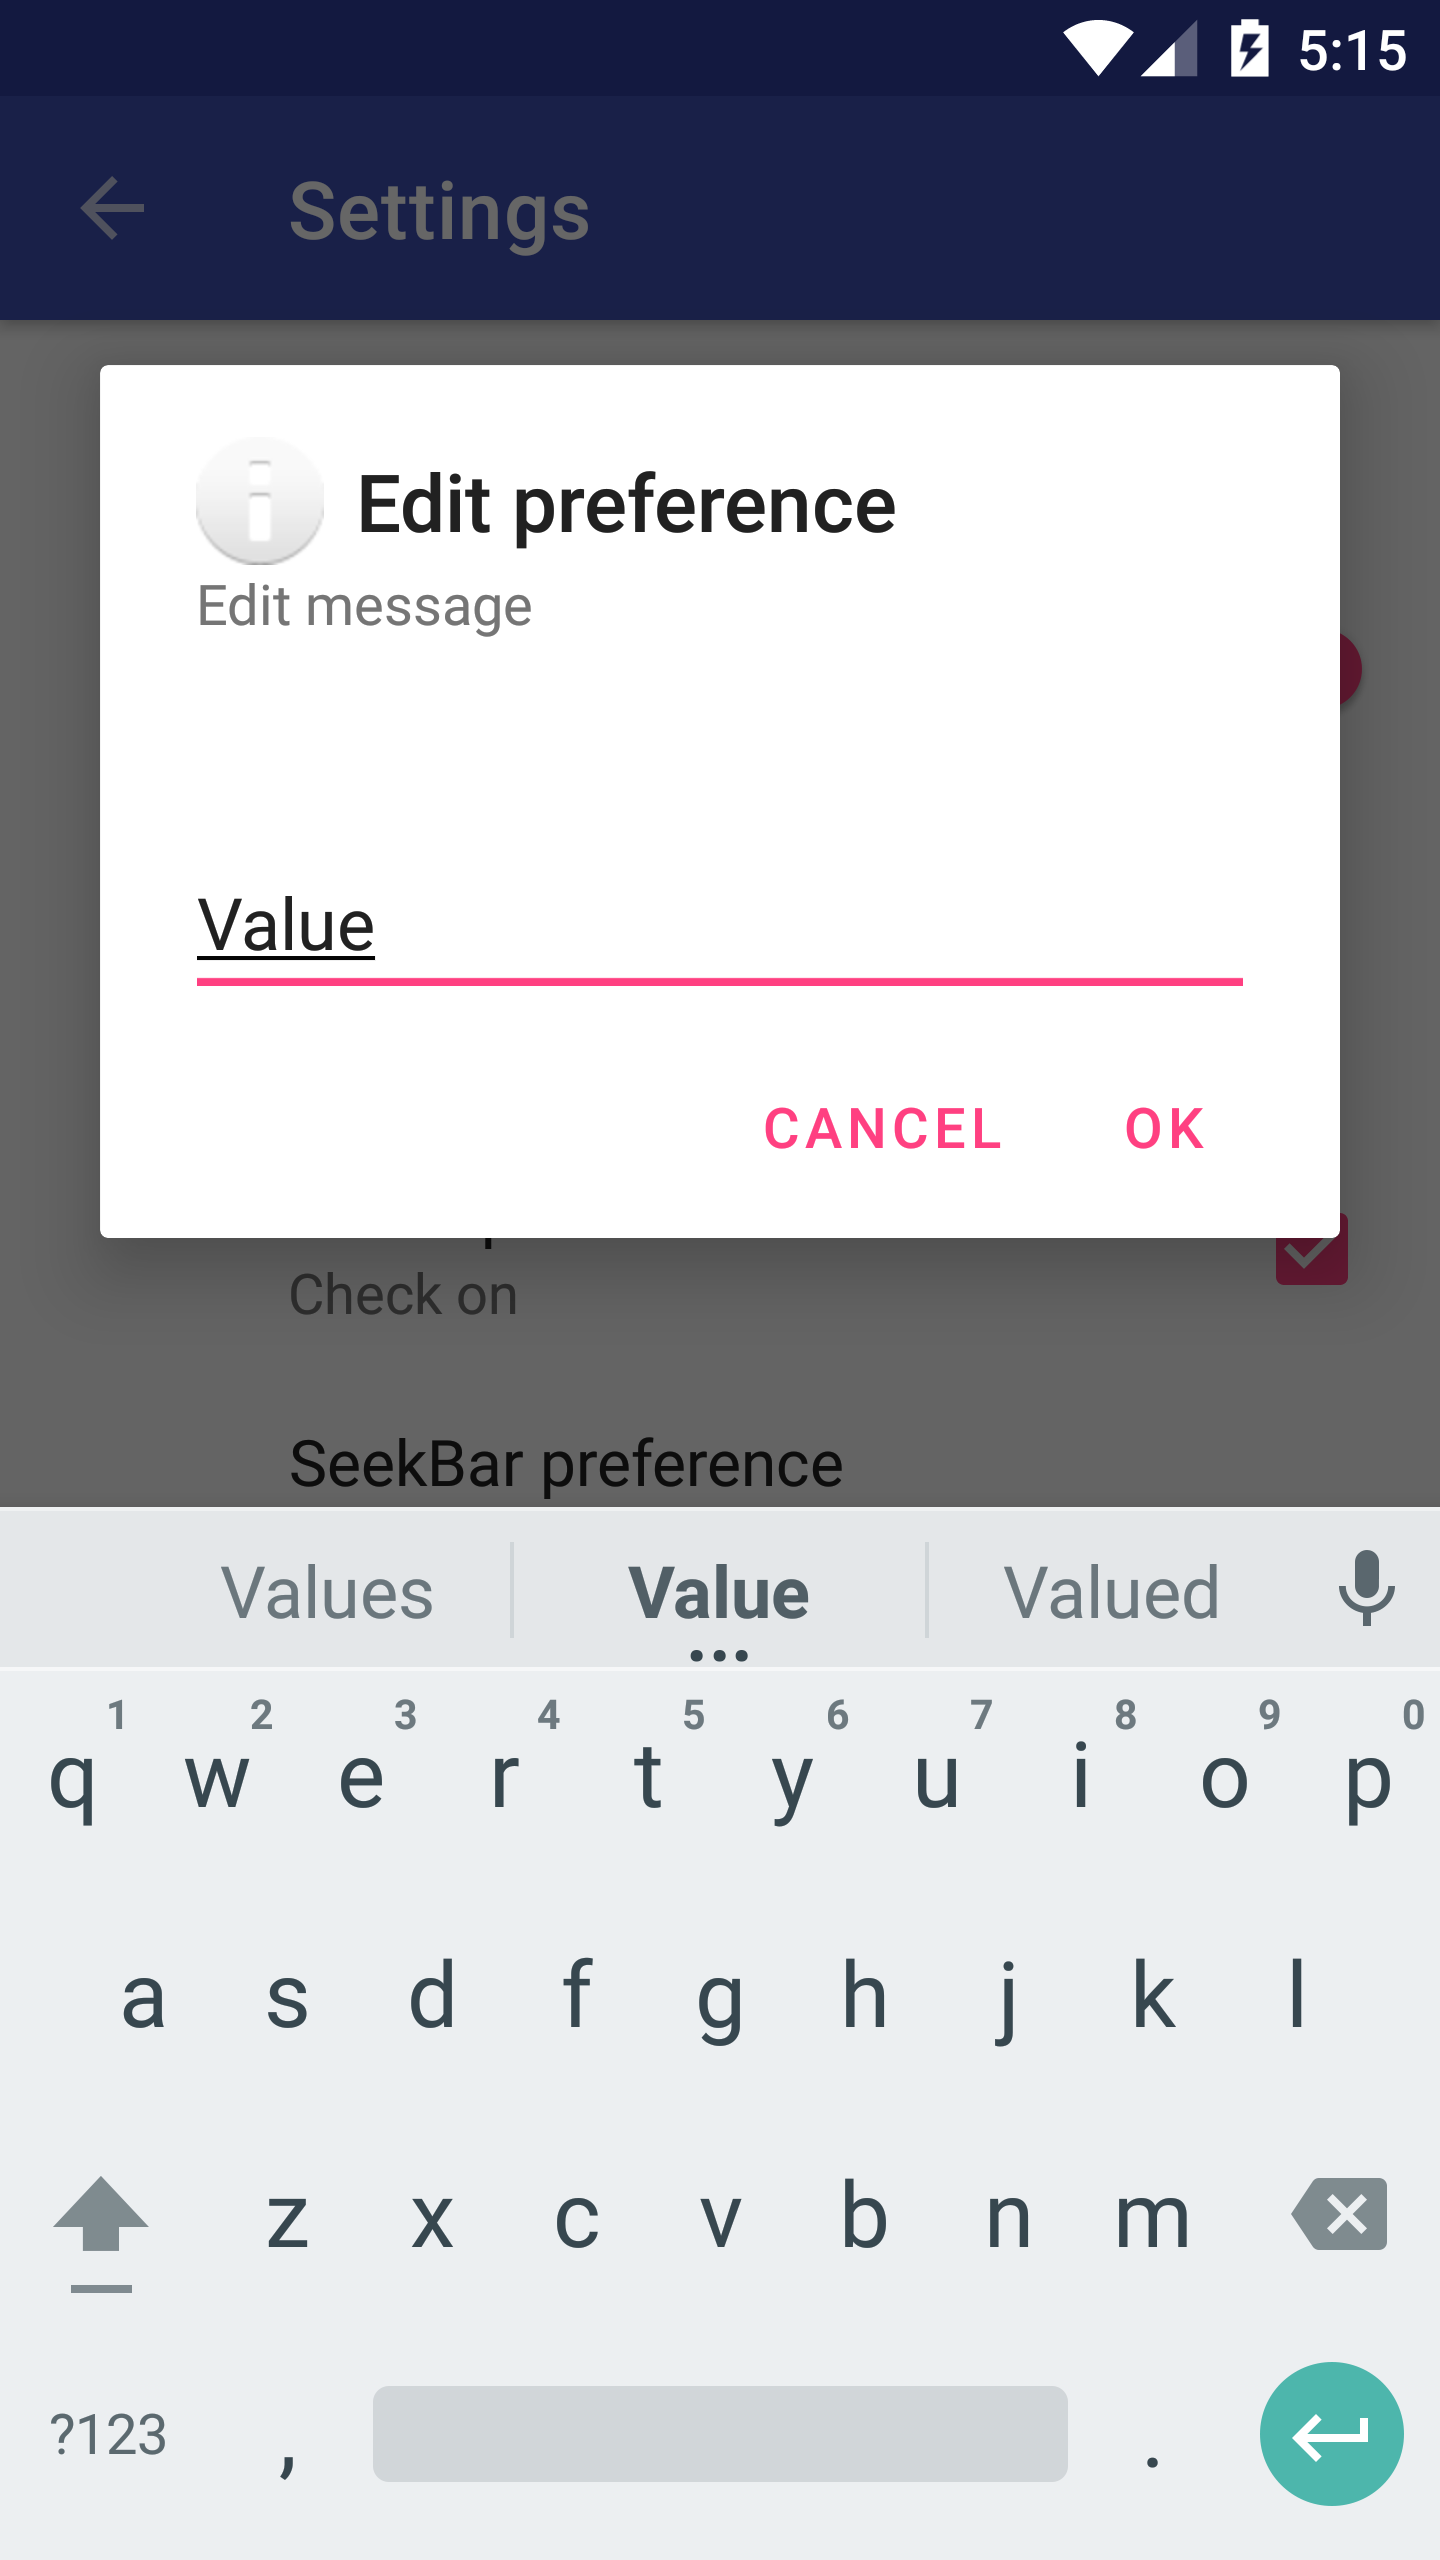 5:15
Settings
Edit preference
Edit message
Value
CANCEL OK
Check on
SeekBar preference
Values Value Valued
1 2 3 4 5 6 7 8 9 0
q w e r t y u i o p
a s d f g h j k l
z x c v b n m
?123 , .